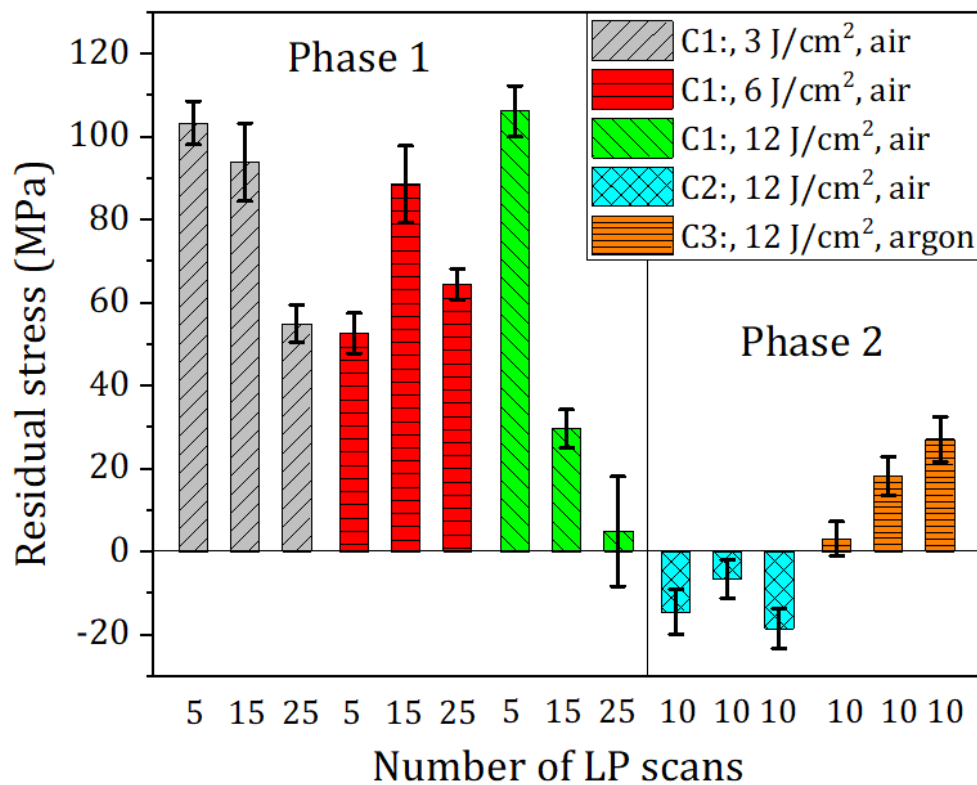 Phase 1
C1:, 3 J/cm², air
C1:, 6 J/cm², air
C1:, 12 J/cm², air
C2:, 12 J/cm², air
C3:, 12 J/cm², argon
Phase 2
Residual stress (MPa)
120
100
80
60
40
20
0
-20
5 15 25 5 15 25 5 15 25 10 10 10 10 10 10
Number of LP scans